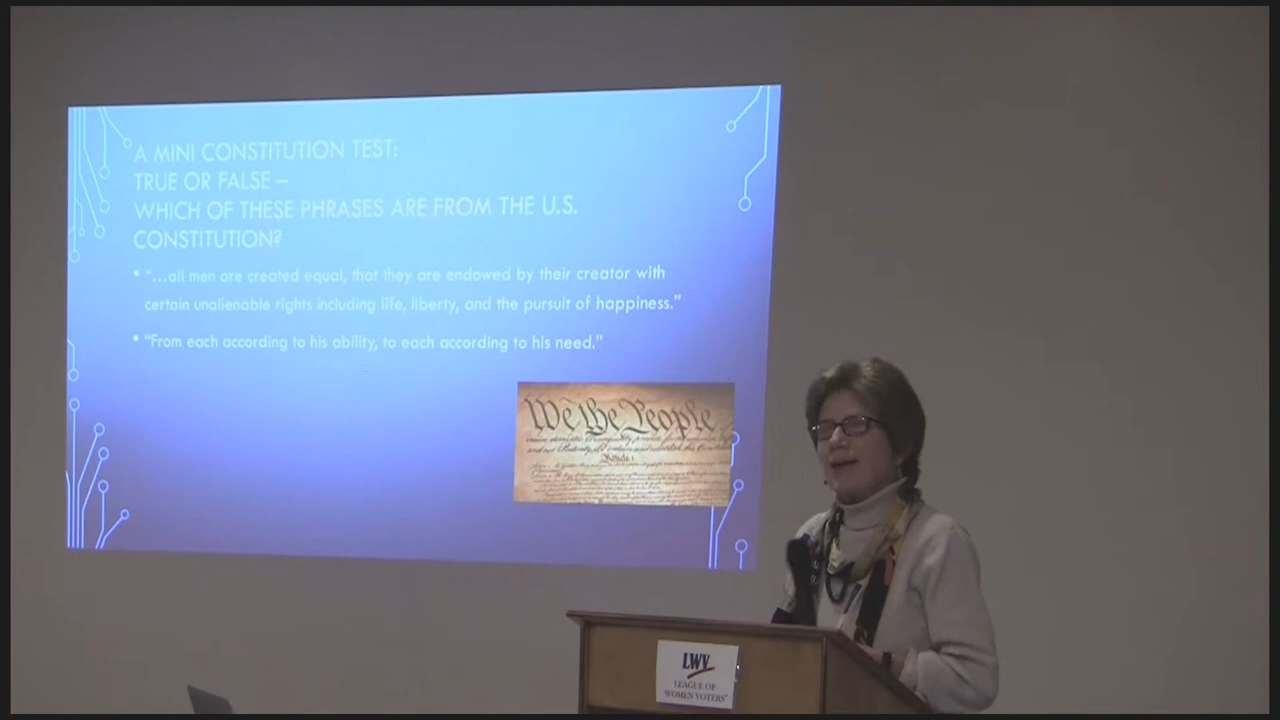 A MINI CONSTITUTION TEST:
TRUE OR FALSE –
WHICH OF THESE PHRASES ARE FROM THE U.S.
CONSTITUTION?
• "...all men are created equal, that they are endowed by their creator with
certain unalienable rights including life, liberty, and the pursuit of happiness."
• "From each according to his ability, to each according to his need."
We the People
LWV
LEAGUE OF
WOMEN VOTERS®